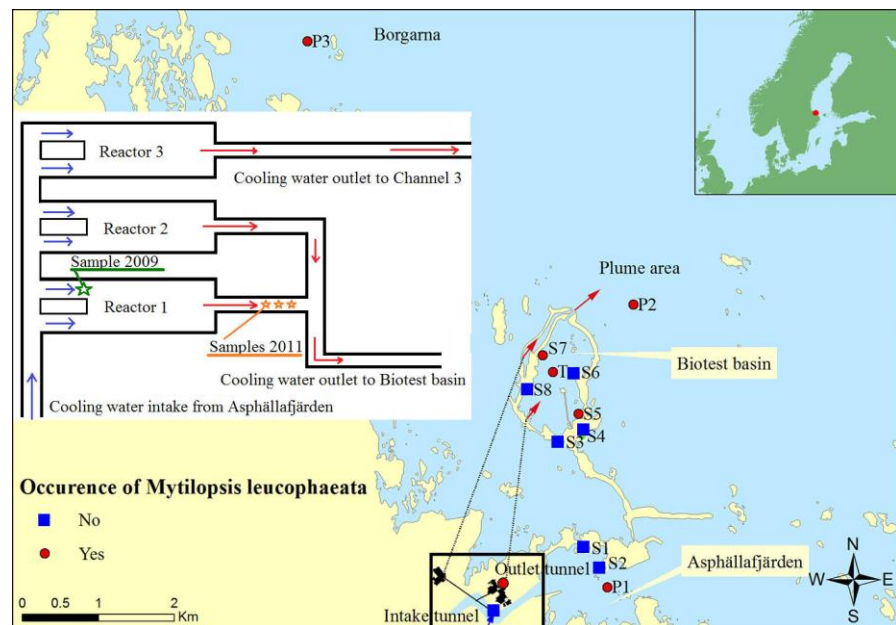 P3
Borgarna
Reactor 3
Cooling water outlet to Channel 3
Reactor 2
Sample 2009
Reactor 1
Samples 2011
Cooling water outlet to Biotest basin
Cooling water intake from Asphällafjärden
Plume area
P2
Biotest basin
S7
T
S6
S8
S5
S4
S3
Occurence of Mytilopsis leucophaeata
No
Yes
S1
S2
P1
Asphällafjärden
Outlet tunnel
Intake tunnel
0 0.5 1 2
Km
N
W E
S